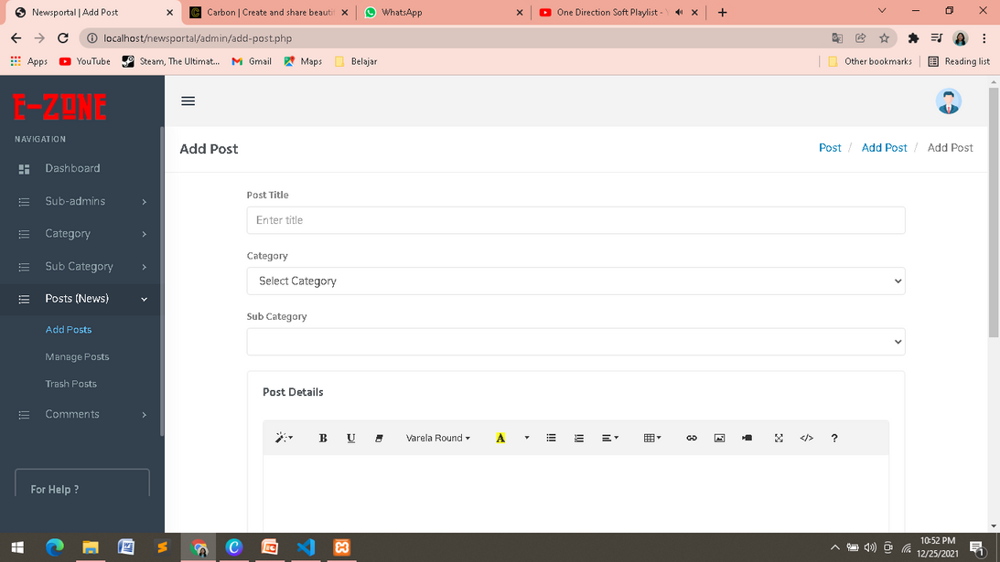 Newsportal | Add Post
Carbon | Create and share beautif
WhatsApp
One Direction Soft Playlist -
localhost/newsportal/admin/add-post.php
Apps
YouTube
Steam, The Ultimat...
Gmail
Maps
Belajar
Other bookmarks
Reading list
E-ZONE
NAVIGATION
Dashboard
Sub-admins
Category
Sub Category
Posts (News)
Add Posts
Manage Posts
Trash Posts
Comments
For Help ?
Add Post
Post / Add Post / Add Post
Post Title
Enter title
Category
Select Category
Sub Category
Post Details
B U A Varela Round </> ?
10:52 PM
12/25/2021
1